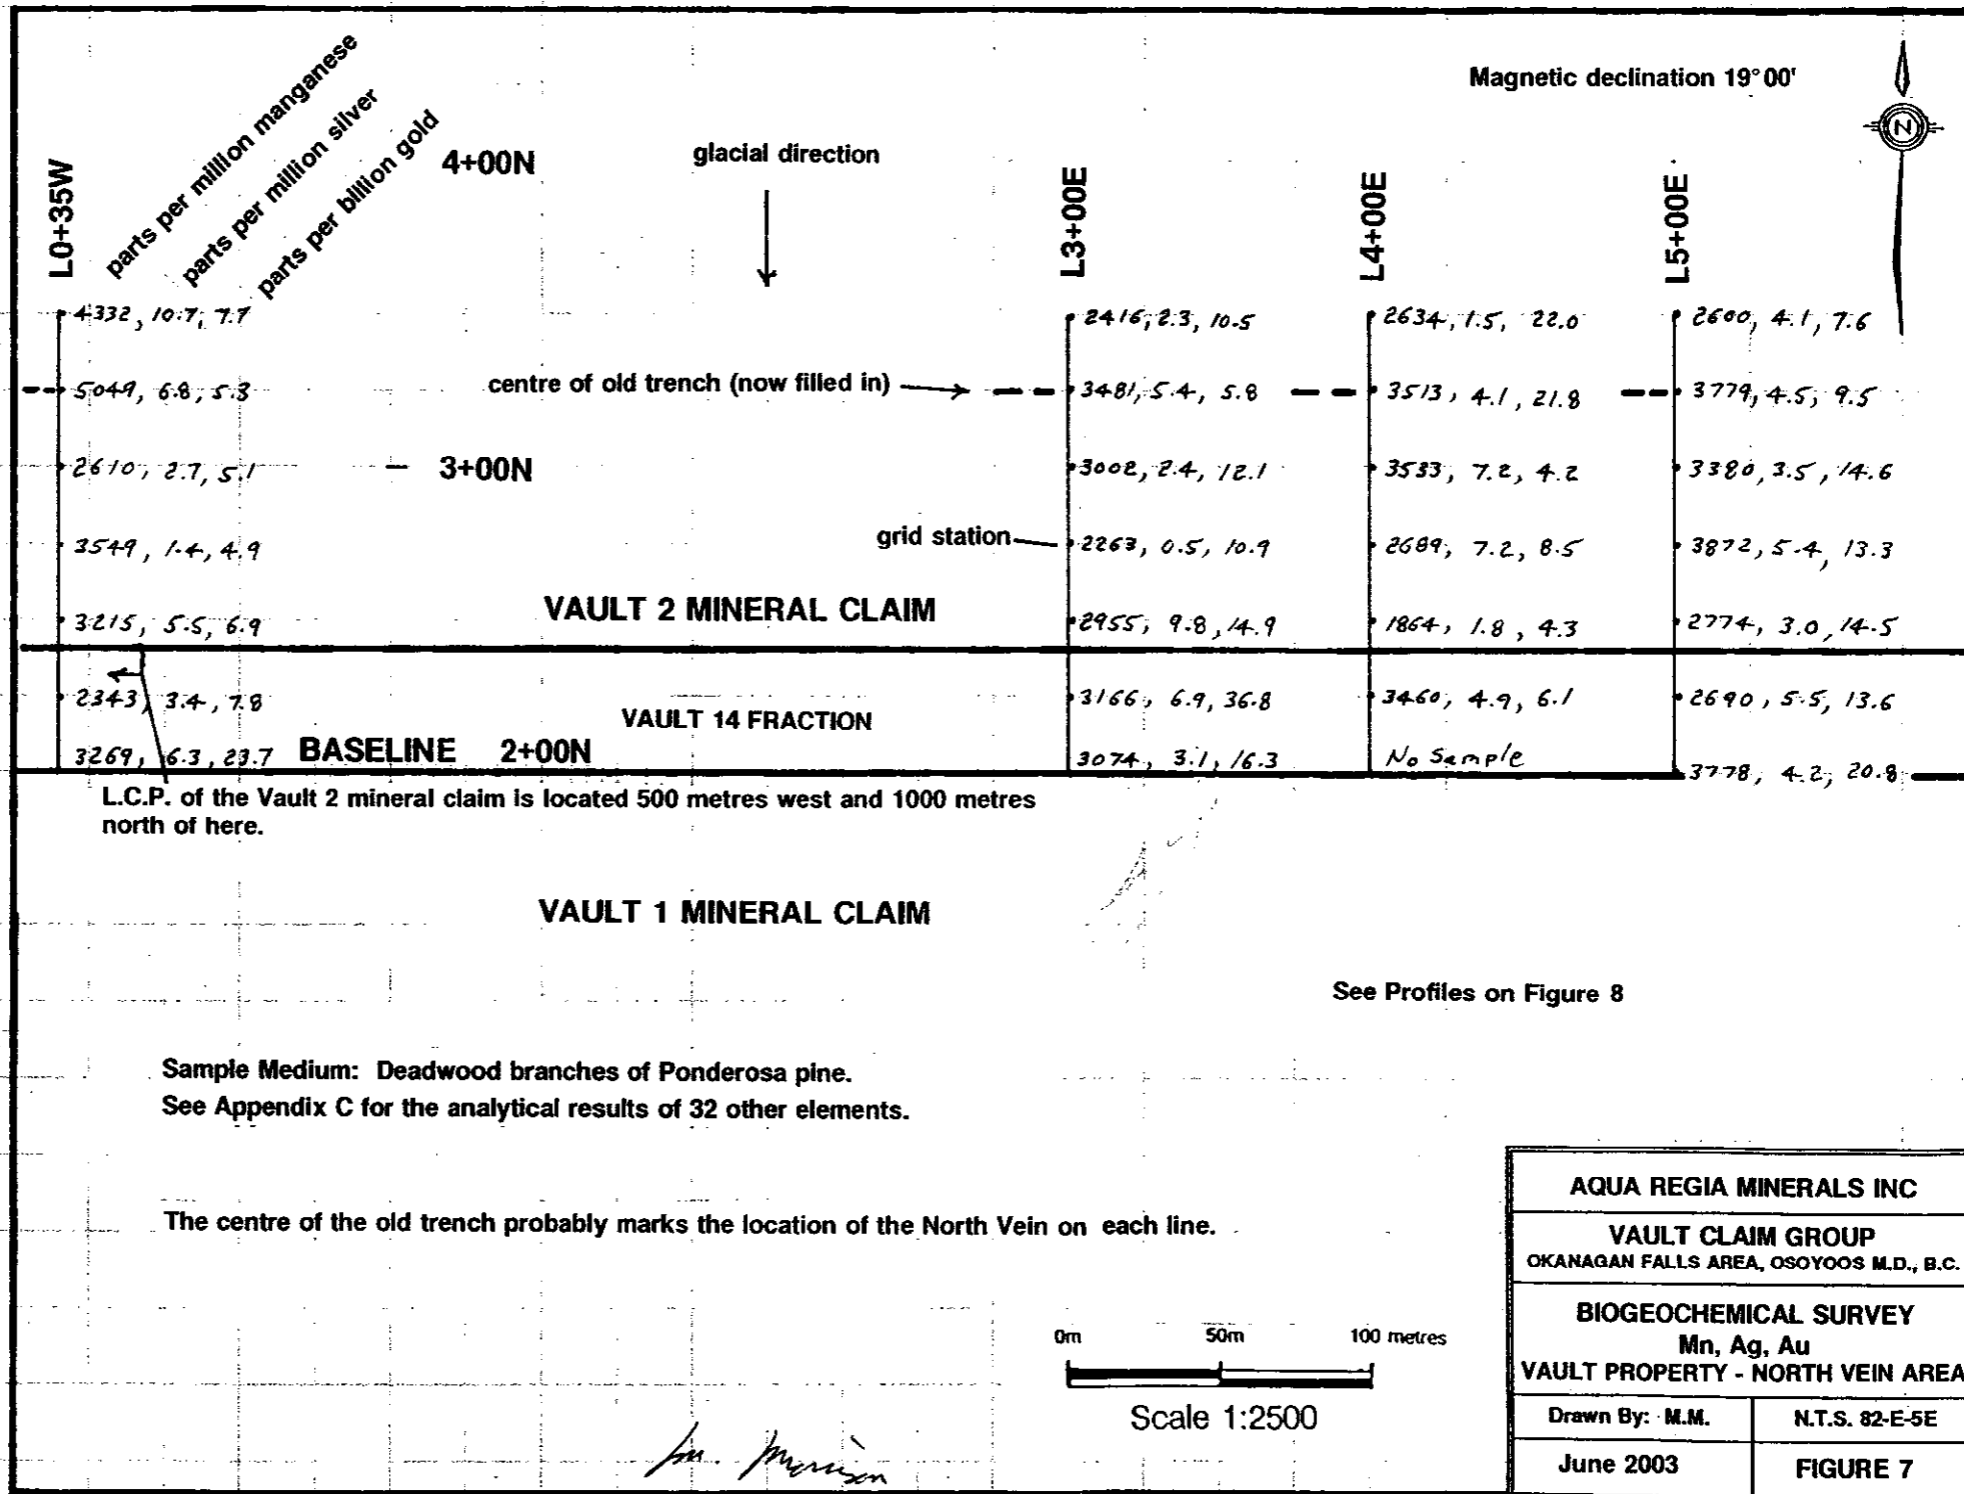 Magnetic declination 19°00'
N
L0+35W
parts per million manganese
parts per million silver
parts per billion gold
4+00N
glacial direction
L3+00E
L4+00E
L5+00E
4332, 10.7, 7.7
2416, 2.3, 10.5
2634, 1.5, 22.0
2600, 4.1, 7.6
5049, 6.8, 5.3
centre of old trench (now filled in)
3481, 5.4, 5.8
3513, 4.1, 21.8
3779, 4.5, 9.5
2610, 2.7, 5.1
3+00N
3002, 2.4, 12.1
3533, 7.2, 4.2
3380, 3.5, 14.6
3549, 1.4, 4.9
grid station
2263, 0.5, 10.9
2689, 7.2, 8.5
3872, 5.4, 13.3
3215, 5.5, 6.9
VAULT 2 MINERAL CLAIM
2955, 9.8, 14.9
1864, 1.8, 4.3
2774, 3.0, 14.5
2343, 3.4, 7.8
VAULT 14 FRACTION
3166, 6.9, 36.8
3460, 4.9, 6.1
2690, 5.5, 13.6
3269, 6.3, 23.7
BASELINE 2+00N
3074, 3.1, 16.3
No Sample
3778, 4.2, 20.8
L.C.P. of the Vault 2 mineral claim is located 500 metres west and 1000 metres
north of here.
VAULT 1 MINERAL CLAIM
See Profiles on Figure 8
Sample Medium: Deadwood branches of Ponderosa pine.
See Appendix C for the analytical results of 32 other elements.
The centre of the old trench probably marks the location of the North Vein on each line.
0m 50m 100 metres
Scale 1:2500
M. Morrison
AQUA REGIA MINERALS INC
VAULT CLAIM GROUP
OKANAGAN FALLS AREA, OSOYOOS M.D., B.C.
BIOGEOCHEMICAL SURVEY
Mn, Ag, Au
VAULT PROPERTY - NORTH VEIN AREA
Drawn By: M.M.
N.T.S. 82-E-5E
June 2003
FIGURE 7